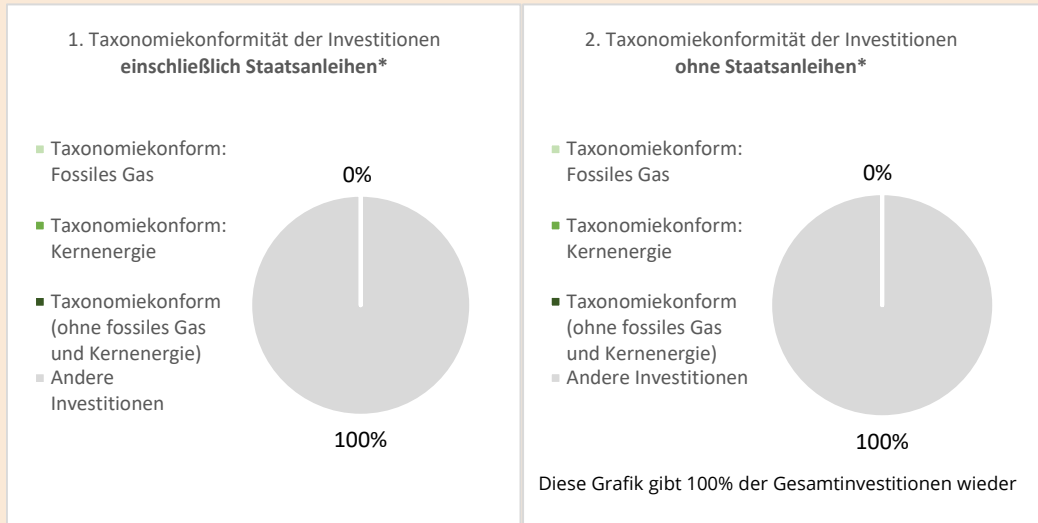 1. Taxonomiekonformität der Investitionen
einschließlich Staatsanleihen*
Taxonomiekonform:
Fossiles Gas
Taxonomiekonform:
Kernenergie
Taxonomiekonform
(ohne fossiles Gas
und Kernenergie)
Andere
Investitionen
0%
100%
2. Taxonomiekonformität der Investitionen
ohne Staatsanleihen*
Taxonomiekonform:
Fossiles Gas
Taxonomiekonform:
Kernenergie
Taxonomiekonform
(ohne fossiles Gas
und Kernenergie)
Andere Investitionen
0%
100%
Diese Grafik gibt 100% der Gesamtinvestitionen wieder